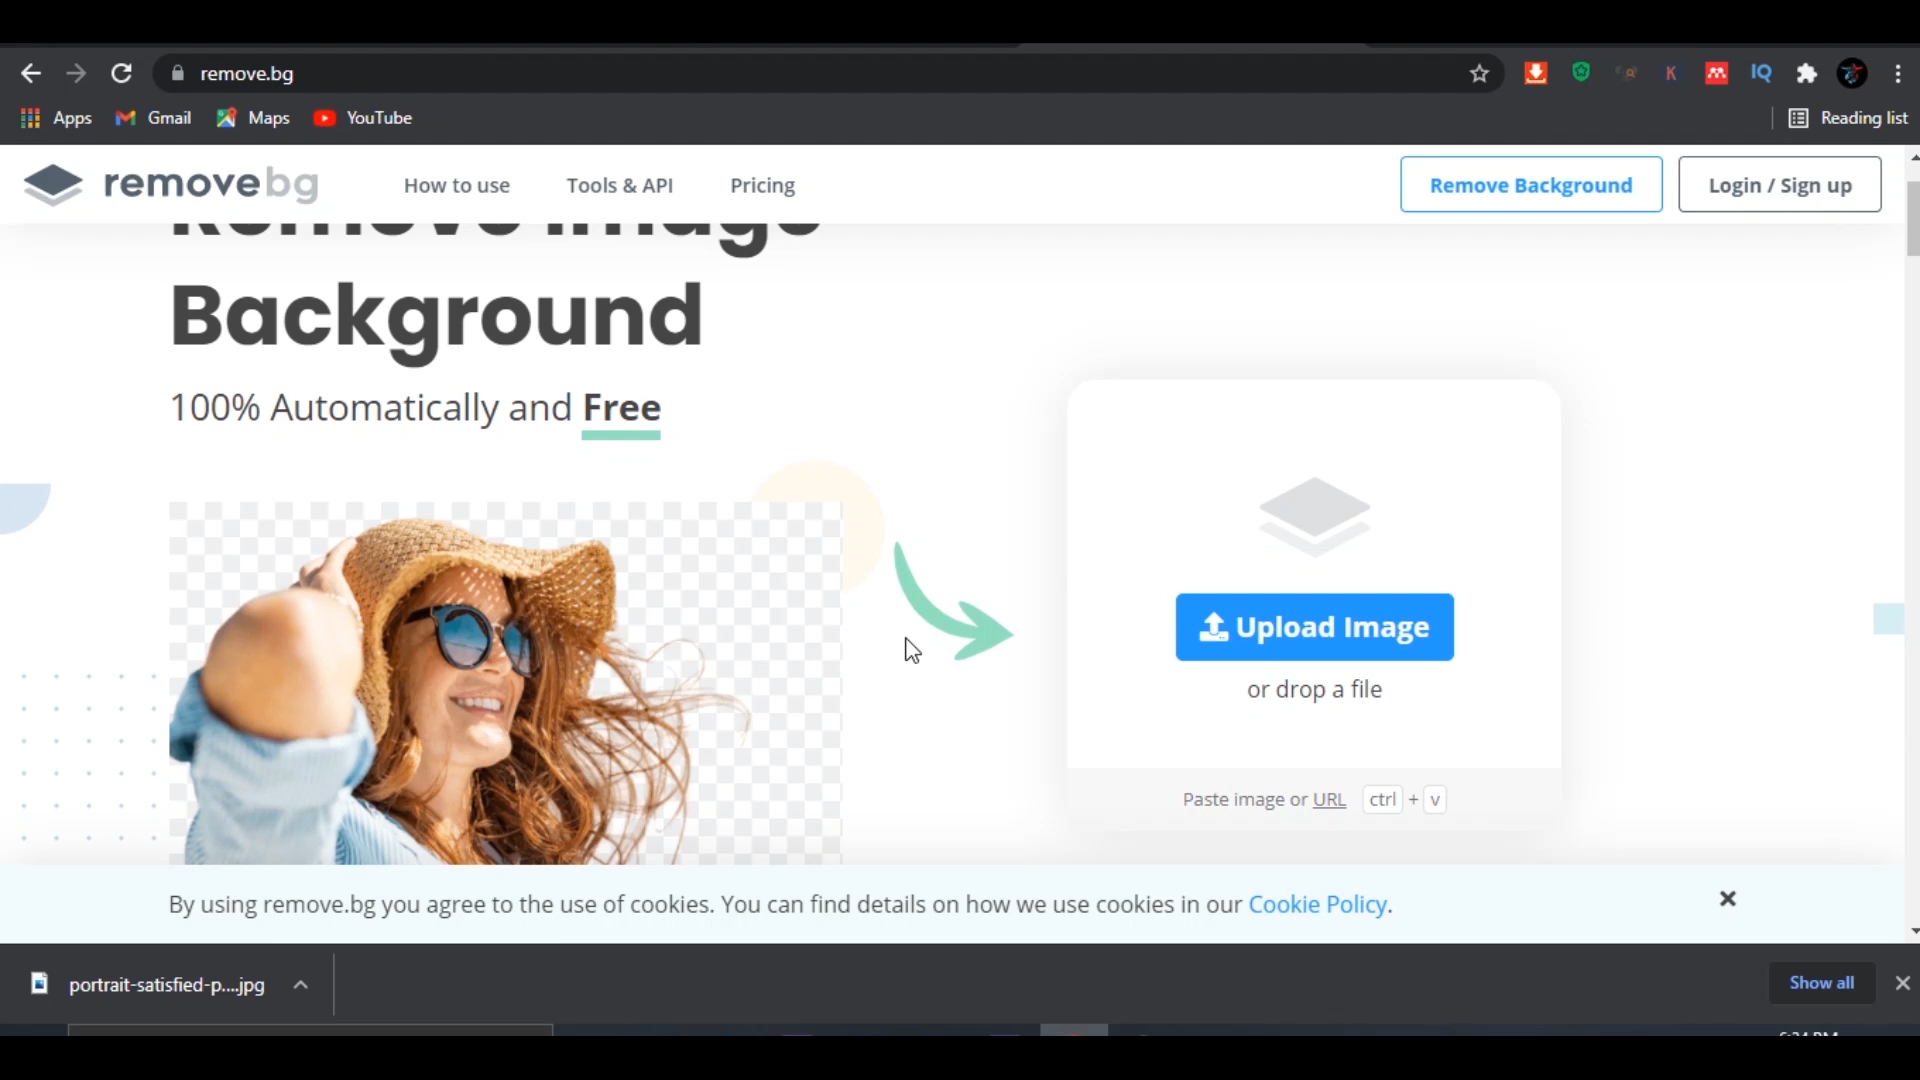 remove.bg
Apps Gmail Maps YouTube Reading list
removebg How to use Tools & API Pricing Remove Background Login / Sign up
Remove Image
Background
100% Automatically and Free
Upload Image
or drop a file
Paste image or URL ctrl + v
By using remove.bg you agree to the use of cookies. You can find details on how we use cookies in our Cookie Policy.
portrait-satisfied-p....jpg Show all